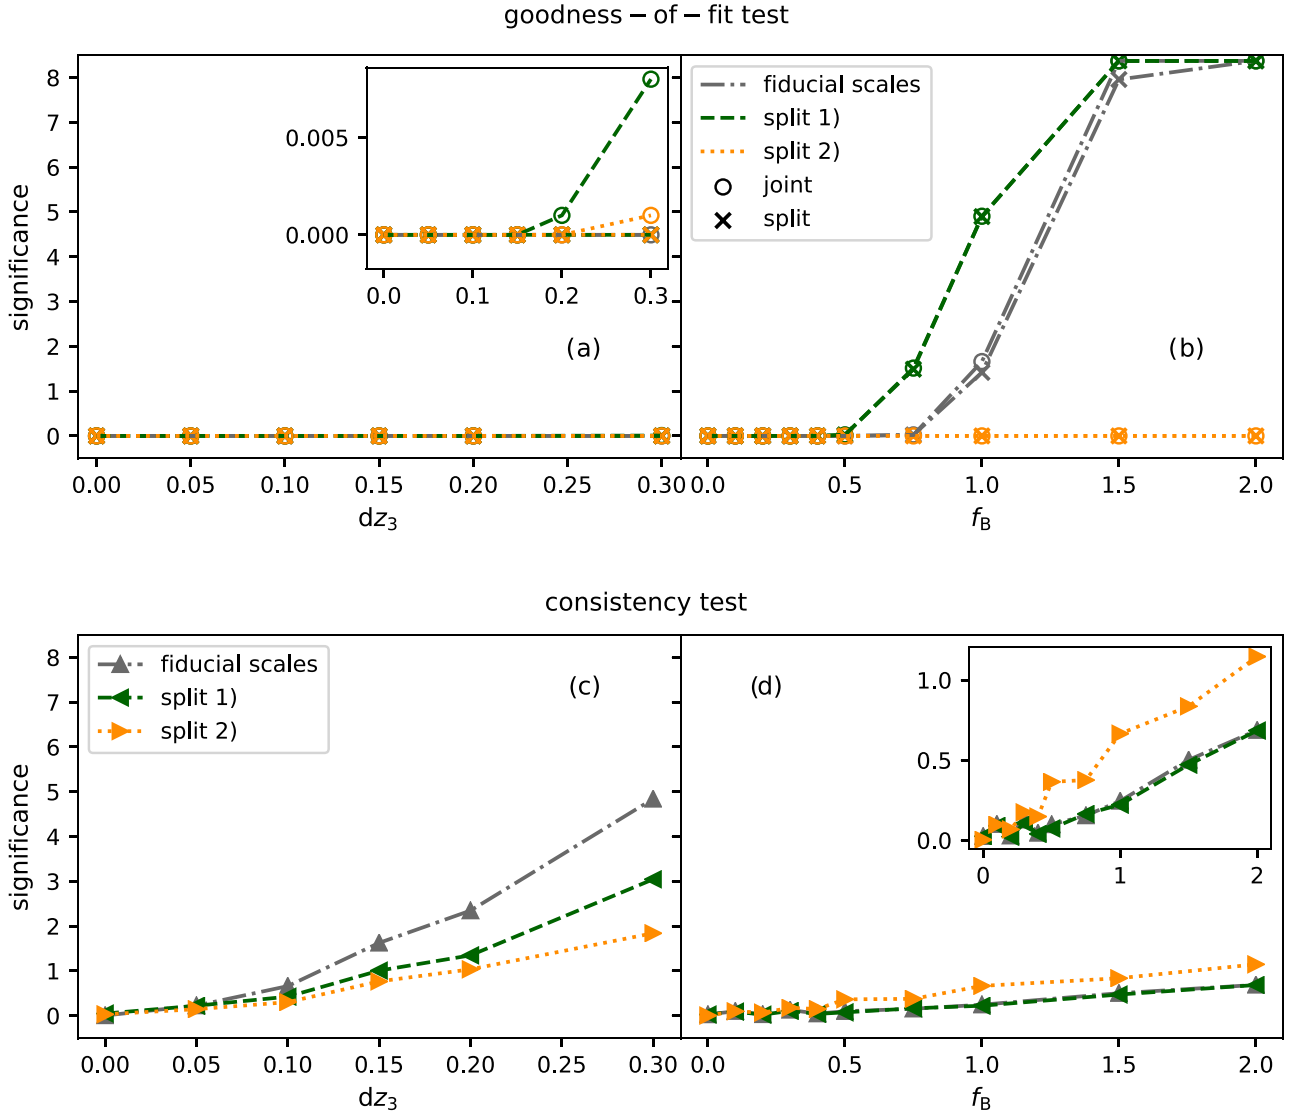 goodness − of − fit test
8
7
6
5
4
3
2
1
0
significance
0.005
0.000
0.0 0.1 0.2 0.3
(a)
0.00 0.05 0.10 0.15 0.20 0.25 0.30
dz3
fiducial scales
split 1)
split 2)
joint
split
(b)
0.0 0.5 1.0 1.5 2.0
fB
consistency test
8
7
6
5
4
3
2
1
0
significance
fiducial scales
split 1)
split 2)
(c)
0.00 0.05 0.10 0.15 0.20 0.25 0.30
dz3
(d)
1.0
0.5
0.0
0 1 2
0.0 0.5 1.0 1.5 2.0
fB